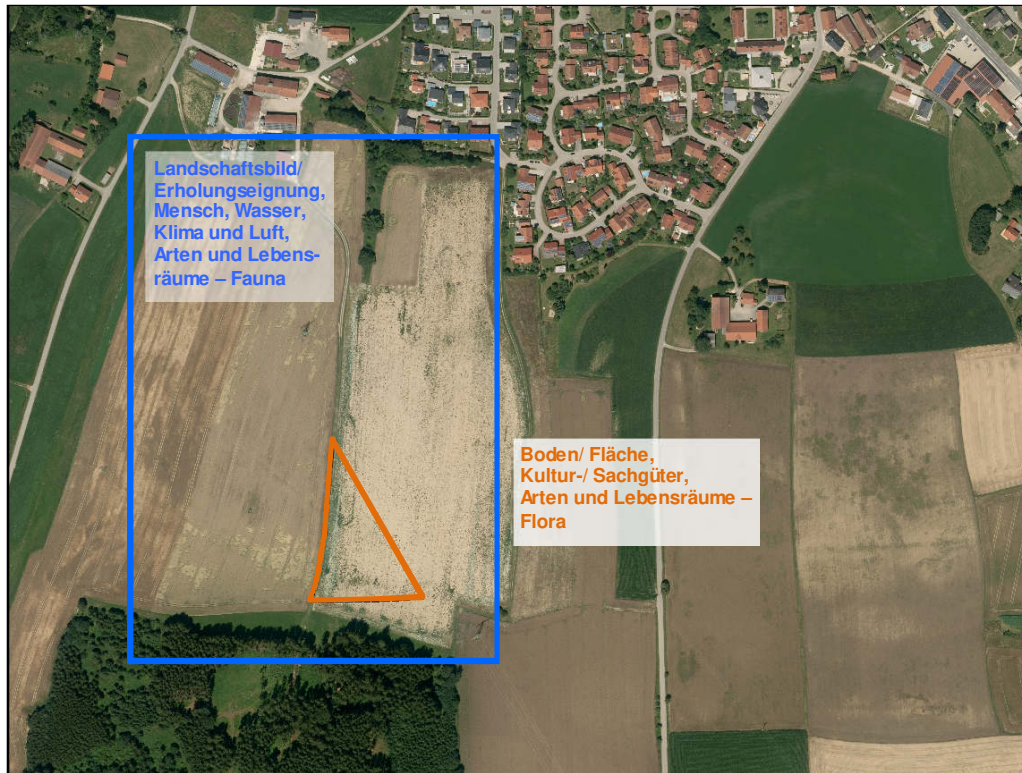 Landschaftsbild/
Erholungseignung,
Mensch, Wasser,
Klima und Luft,
Arten und Lebens-
räume – Fauna
Boden/ Fläche,
Kultur-/ Sachgüter,
Arten und Lebensräume –
Flora